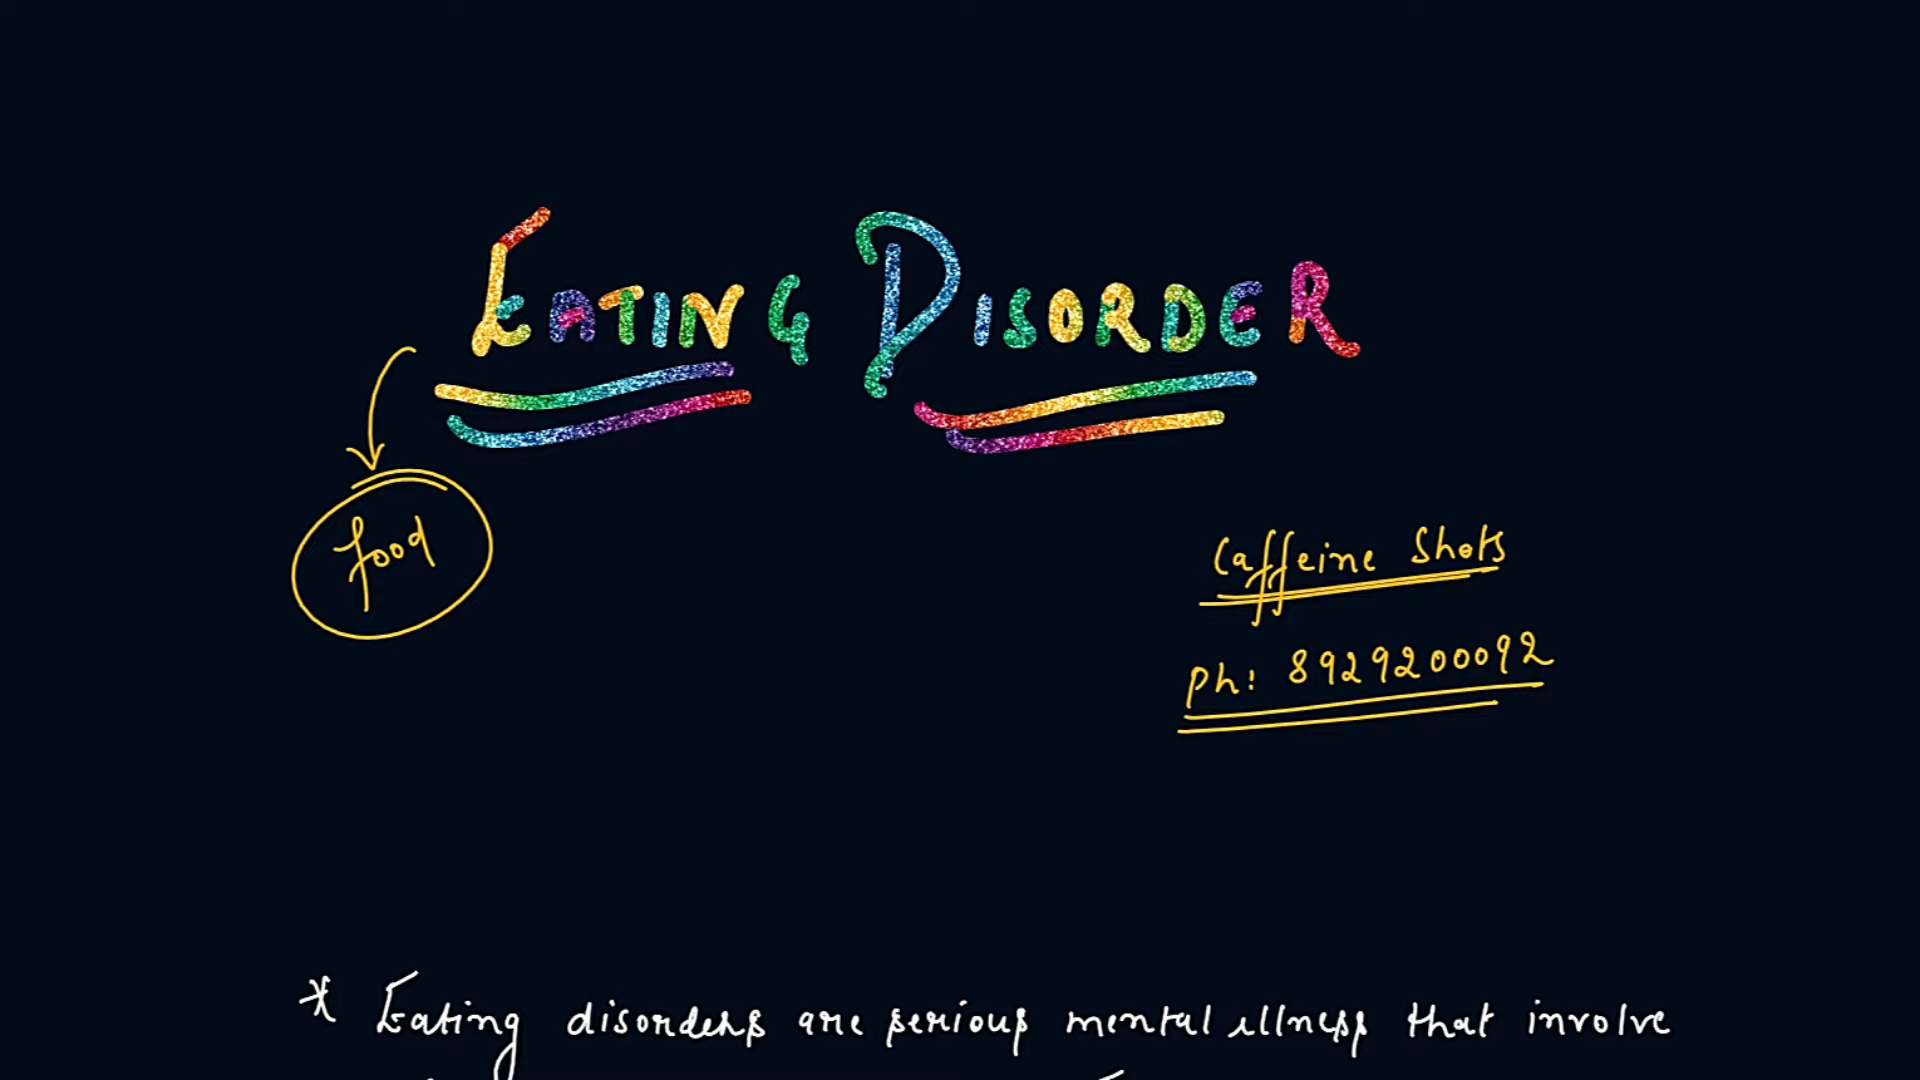 EATING DISORDER
food
Caffeine Shots
Ph: 8929200092
* Eating disorders are serious mental illness that involve